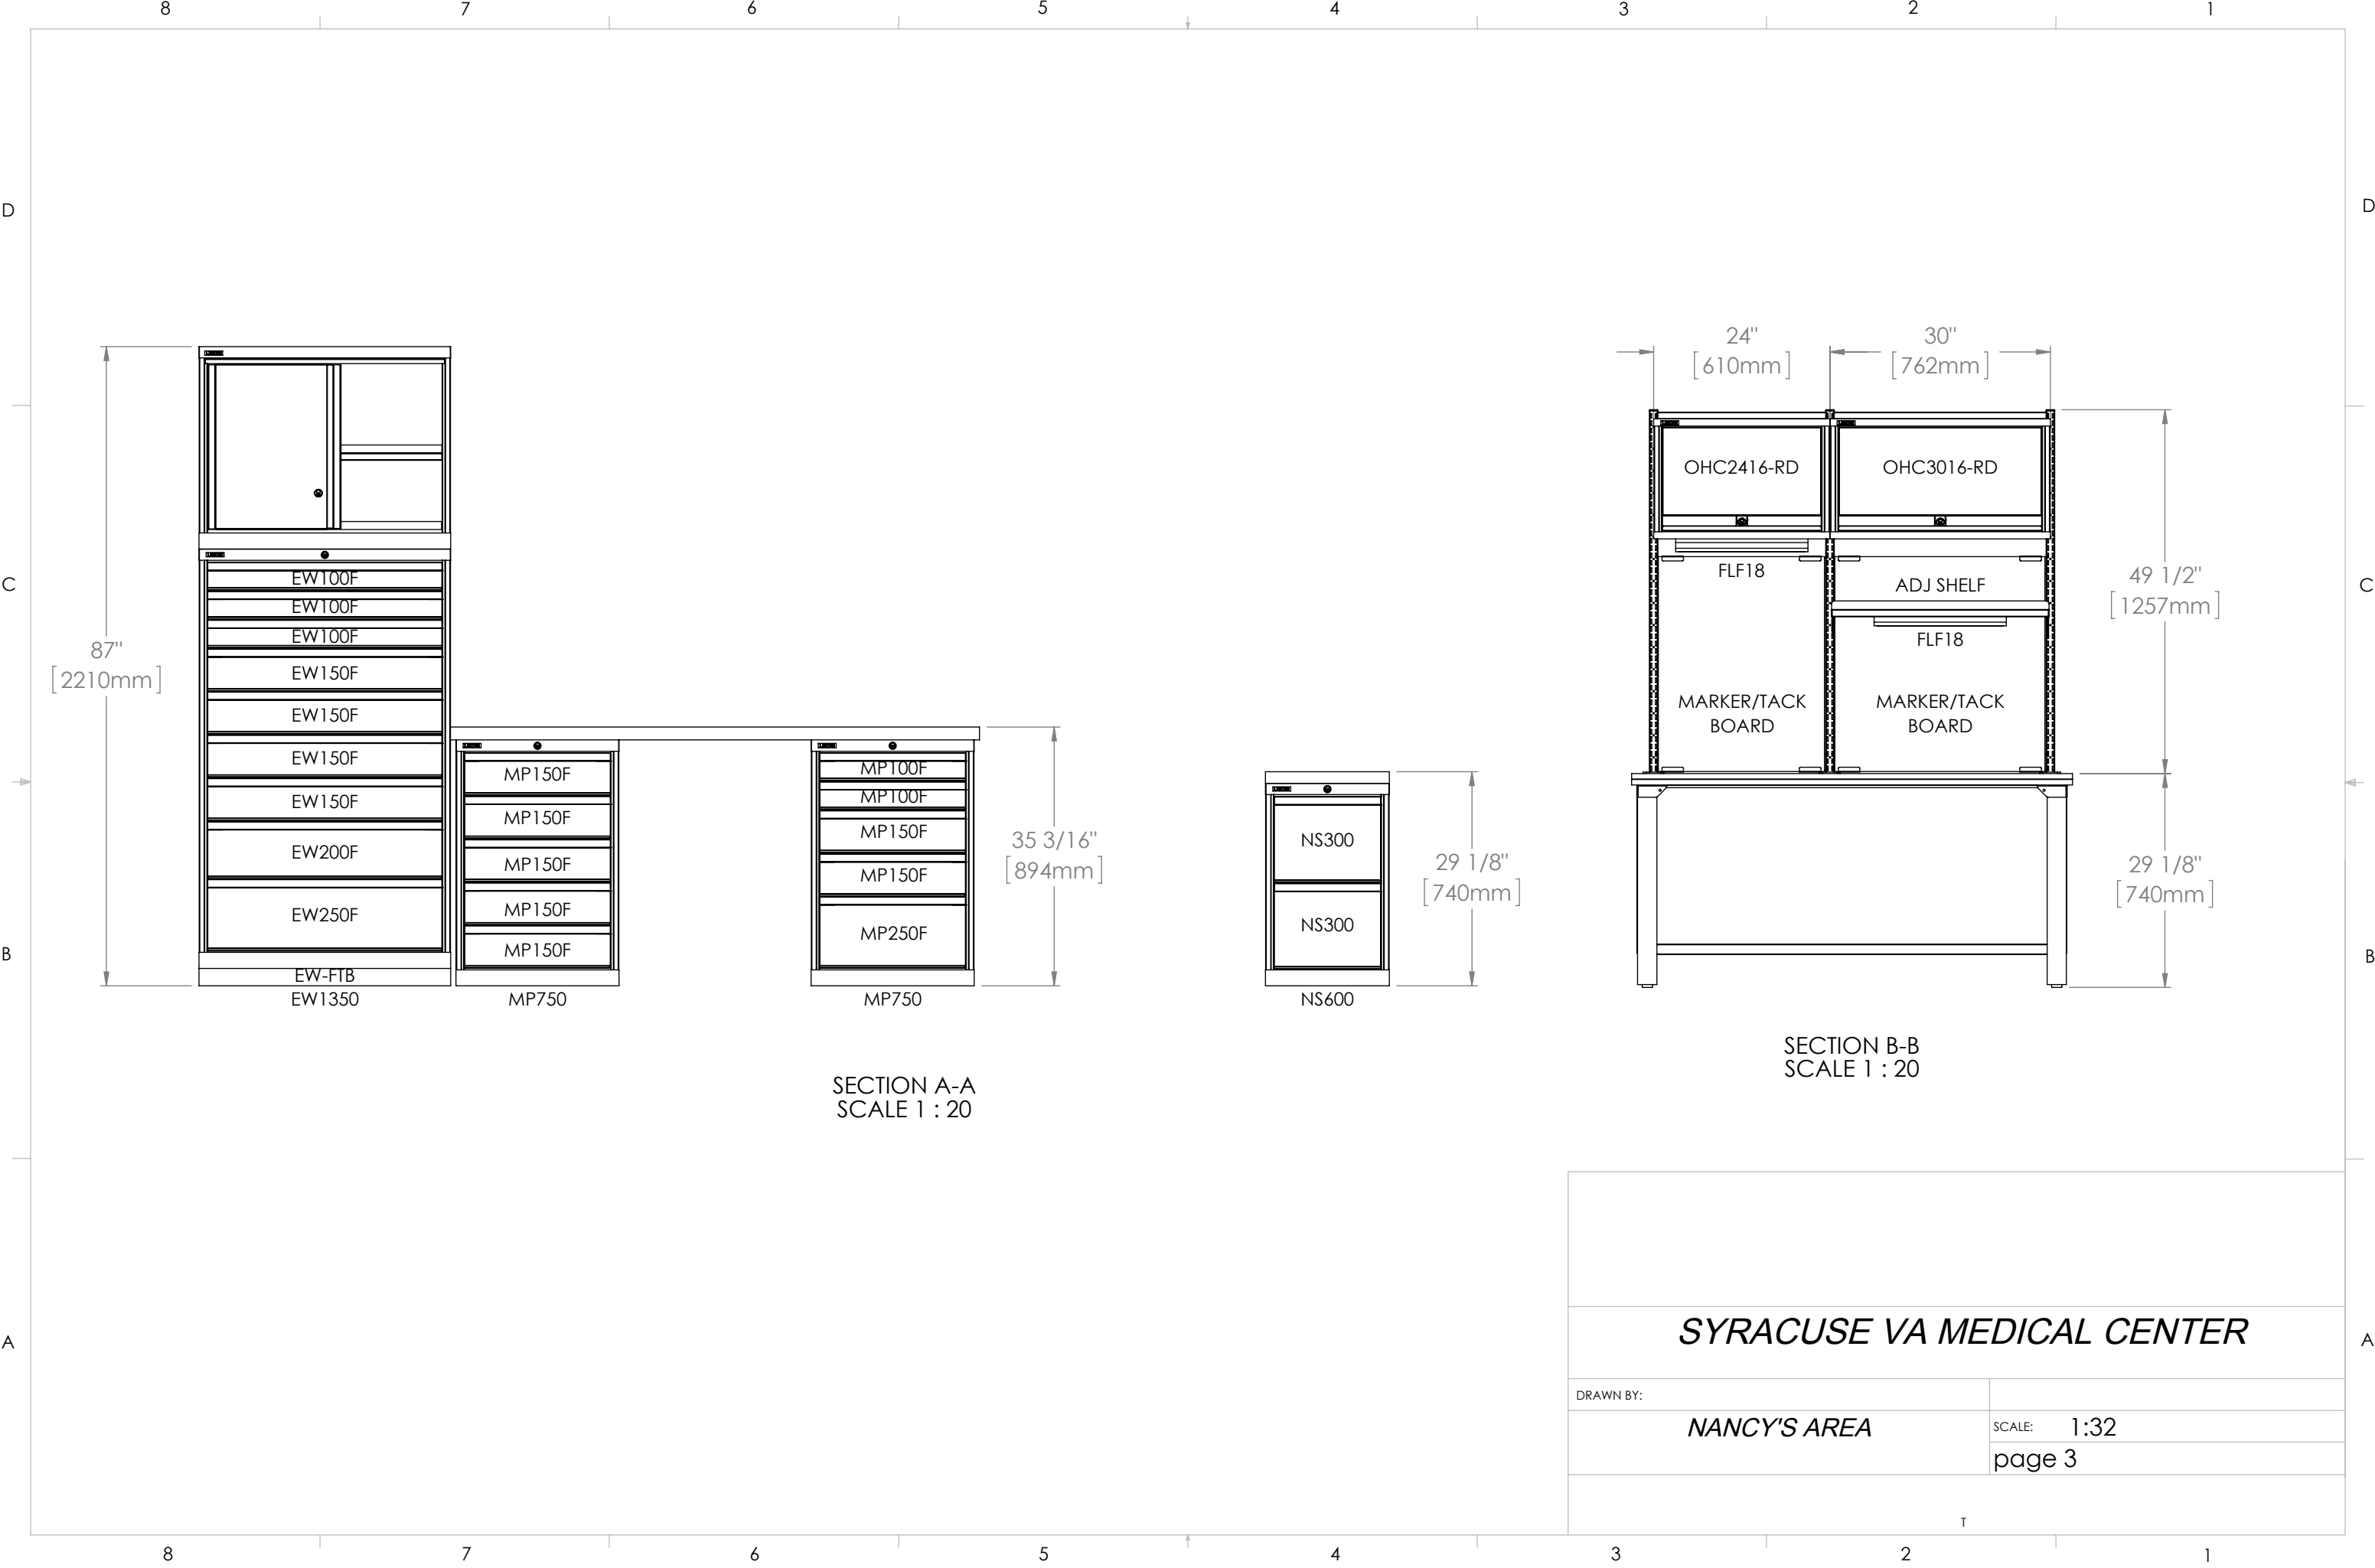 8 7 6 5 4 3 2 1
D D
24" 30"
[610mm] [762mm]
OHC2416-RD OHC3016-RD
FLF18
ADJ SHELF
FLF18
MARKER/TACK
BOARD
MARKER/TACK
BOARD
49 1/2"
[1257mm]
29 1/8"
[740mm]
C C
87"
[2210mm]
EW100F
EW100F
EW100F
EW150F
EW150F
EW150F
EW150F
EW200F
EW250F
EW-FTB
EW1350
MP150F
MP150F
MP150F
MP150F
MP150F
MP750
MP100F
MP100F
MP150F
MP150F
MP250F
MP750
35 3/16"
[894mm]
NS300
NS300
NS600
29 1/8"
[740mm]
B B
SECTION A-A
SCALE 1 : 20
SECTION B-B
SCALE 1 : 20
SYRACUSE VA MEDICAL CENTER
DRAWN BY:
NANCY'S AREA
SCALE: 1:32
page 3
T
A A
8 7 6 5 4 3 2 1